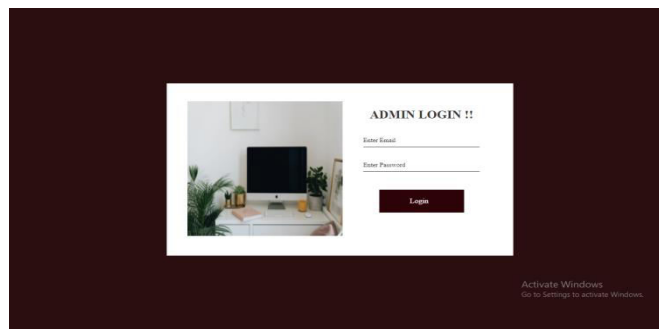 ADMIN LOGIN !!
Enter Email
Enter Password
Login
Activate Windows
Go to Settings to activate Windows.